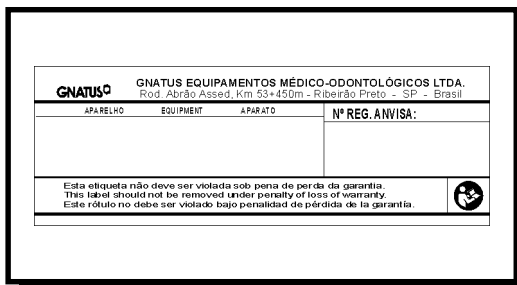 GNATUS
GNATUS EQUIPAMENTOS MÉDICO-ODONTOLÓGICOS LTDA.
Rod. Abrão Assed, Km 53+450m - Ribeirão Preto - SP - Brasil
APARELHO EQUIPMENT APARATO
Nº REG. ANVISA:
Esta etiqueta não deve ser violada sob pena de perda da garantia.
This label should not be removed under penalty of loss of warranty.
Este rótulo no debe ser violado bajo penalidad de pérdida de la garantía.